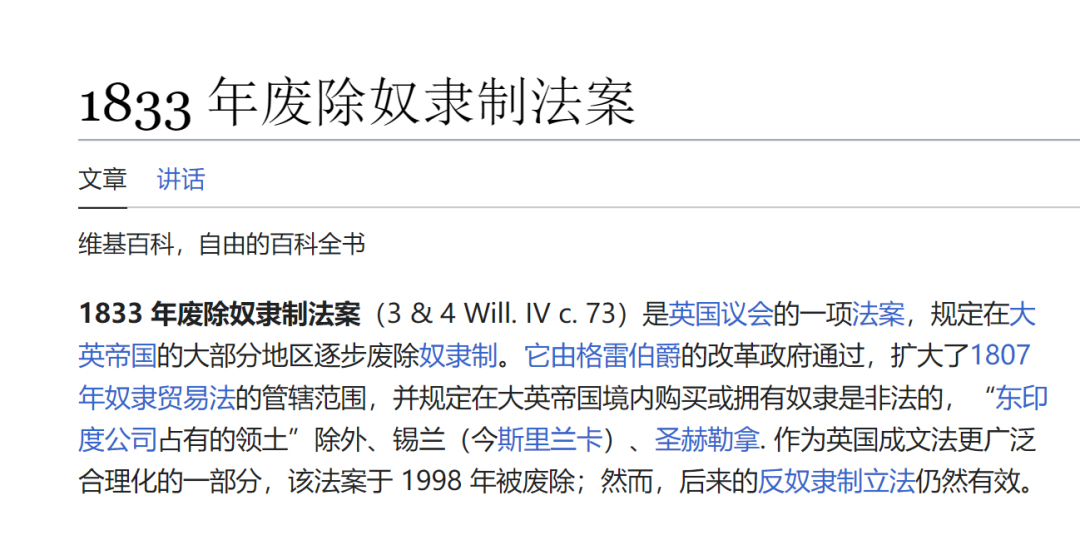 1833 年废除奴隶制法案
文章 讲话
维基百科，自由的百科全书
1833 年废除奴隶制法案（3 & 4 Will. IV c. 73）是英国议会的一项法案，规定在大
英帝国的大部分地区逐步废除奴隶制。它由格雷伯爵的改革政府通过，扩大了1807
年奴隶贸易法的管辖范围，并规定在大英帝国境内购买或拥有奴隶是非法的，“东印
度公司占有的领土”除外、锡兰（今斯里兰卡）、圣赫勒拿. 作为英国成文法更广泛
合理化的一部分，该法案于 1998 年被废除；然而，后来的反奴隶制立法仍然有效。